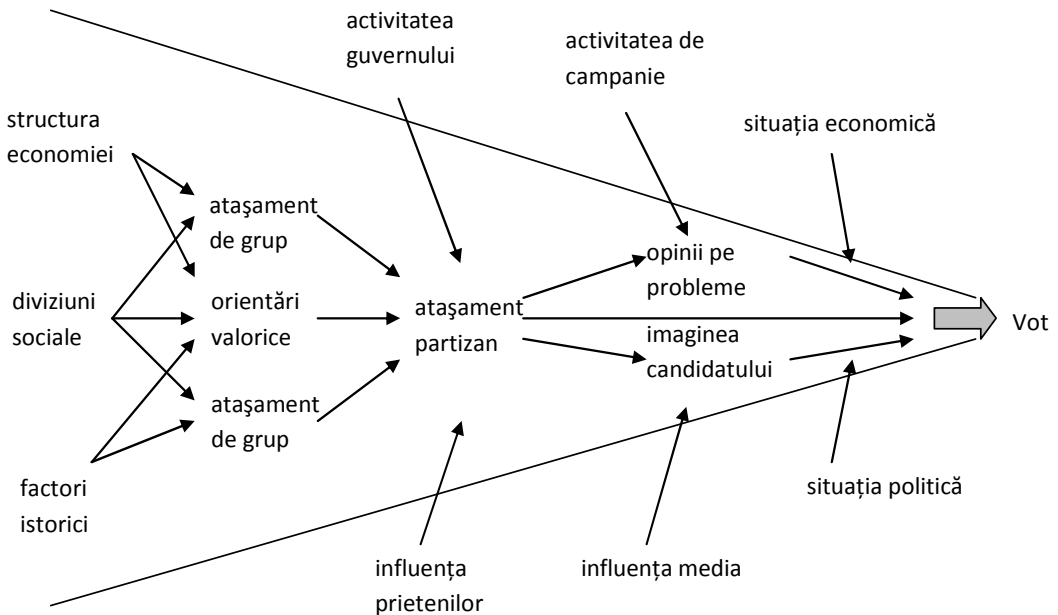 activitatea
guvernului
activitatea de
campanie
situația economică
structura
economiei
ataşament
de grup
opinii pe
probleme
diviziuni
sociale
orientări
valorice
ataşament
partizan
imaginea
candidatului
Vot
ataşament
de grup
factori
istorici
situația politică
influența
prietenilor
influența media